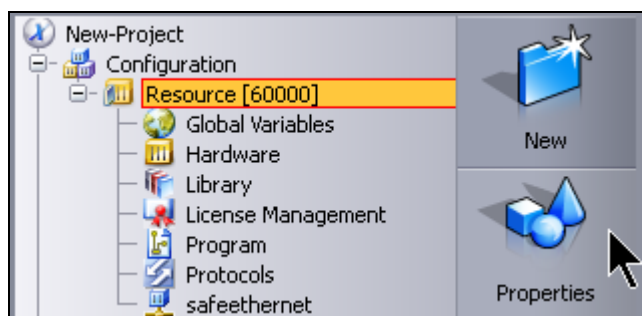 New-Project
Configuration
Resource [60000]
Global Variables
Hardware
Library
License Management
Program
Protocols
safeethernet
New
Properties